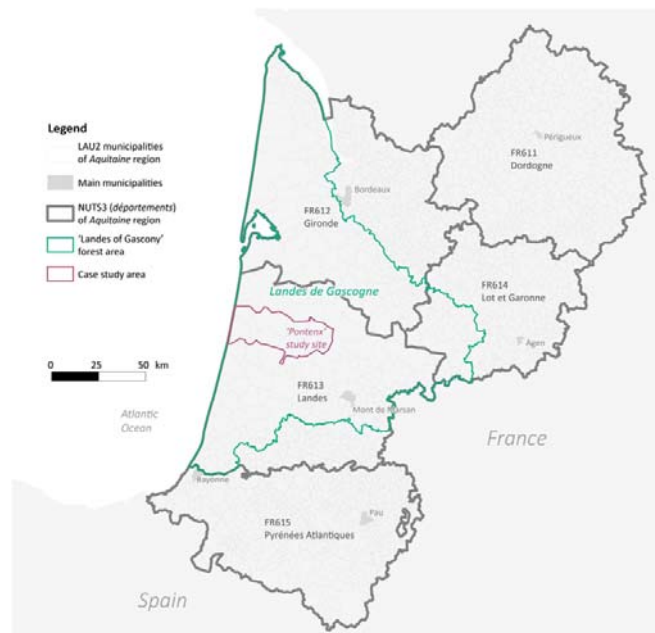 Legend
LAU2 municipalities
of Aquitaine region
Main municipalities
NUTS3 (départements)
of Aquitaine region
'Landes of Gascony'
forest area
Case study area
0 25 50
km
Atlantic
Ocean
FR611
Dordogne
Périgueux
Bordeaux
FR612
Gironde
FR614
Lot et Garonne
Agen
Landes de Gascogne
'Pontenx'
study site
FR613
Landes
Mont de Marsan
France
Bayonne
FR615
Pyrénées Atlantiques
Pau
Spain